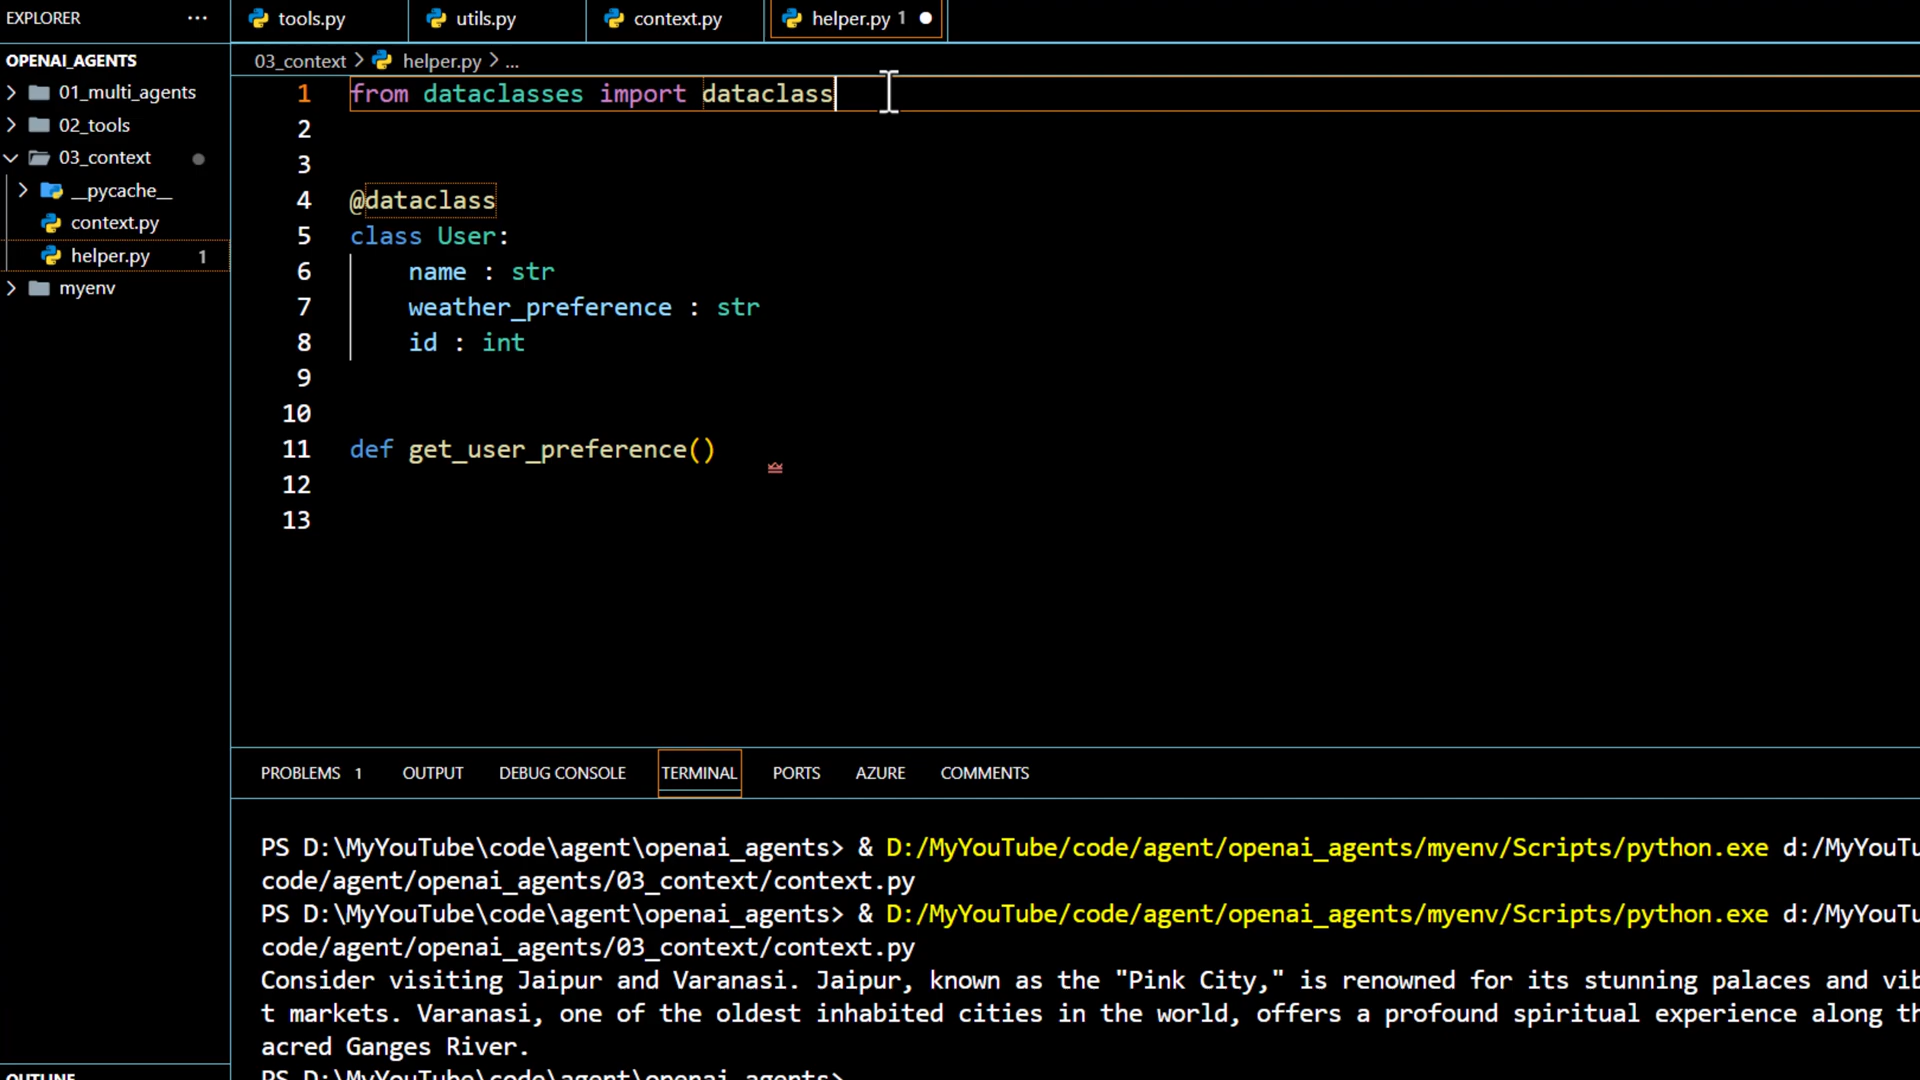 EXPLORER
tools.py
utils.py
context.py
helper.py 1
OPENAI_AGENTS
01_multi_agents
02_tools
03_context
__pycache__
context.py
helper.py 1
myenv
03_context > helper.py > ...
1 from dataclasses import dataclass
2
3
4 @dataclass
5 class User:
6 name : str
7 weather_preference : str
8 id : int
9
10
11 def get_user_preference()
12
13
PROBLEMS 1 OUTPUT DEBUG CONSOLE TERMINAL PORTS AZURE COMMENTS
PS D:\MyYouTube\code\agent\openai_agents> & D:/MyYouTube/code/agent/openai_agents/myenv/Scripts/python.exe d:/MyYouTu
code/agent/openai_agents/03_context/context.py
PS D:\MyYouTube\code\agent\openai_agents> & D:/MyYouTube/code/agent/openai_agents/myenv/Scripts/python.exe d:/MyYouTu
code/agent/openai_agents/03_context/context.py
Consider visiting Jaipur and Varanasi. Jaipur, known as the "Pink City," is renowned for its stunning palaces and vib
t markets. Varanasi, one of the oldest inhabited cities in the world, offers a profound spiritual experience along th
acred Ganges River.
PS D:\MyYouTube\code\agent\openai_agents>
OUTLINE